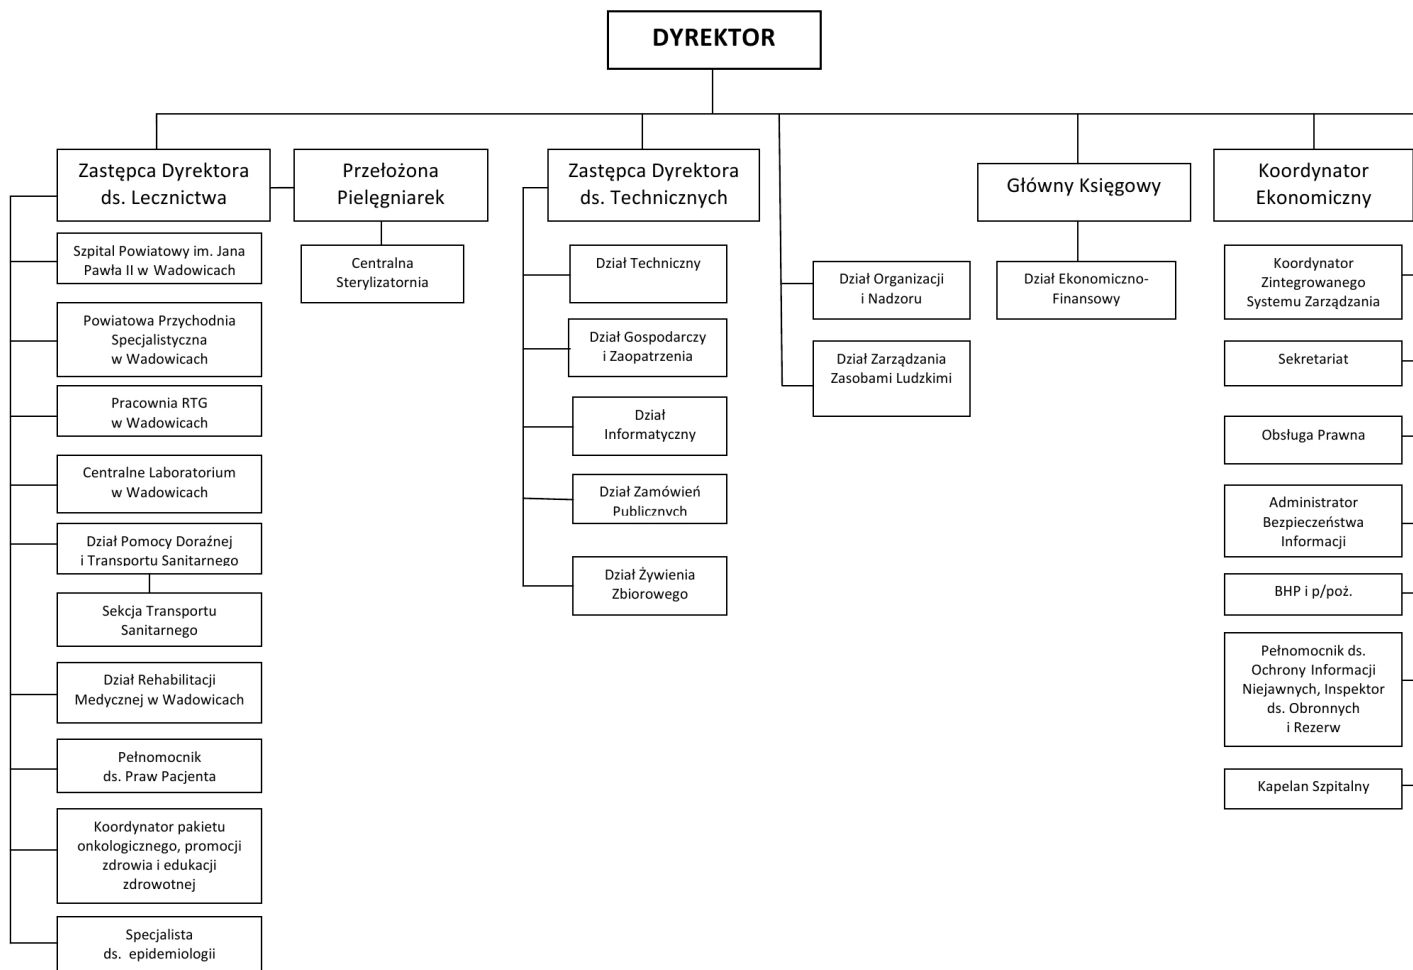 DYREKTOR
Zastępca Dyrektora
ds. Lecznictwa
Przełożona
Pielęgniarek
Zastępca Dyrektora
ds. Technicznych
Główny Księgowy
Koordynator
Ekonomiczny
Szpital Powiatowy im. Jana
Pawła II w Wadowicach
Powiatowa Przychodnia
Specjalistyczna
w Wadowicach
Pracownia RTG
w Wadowicach
Centralne Laboratorium
w Wadowicach
Dział Pomocy Doraźnej
i Transportu Sanitarnego
Sekcja Transportu
Sanitarnego
Dział Rehabilitacji
Medycznej w Wadowicach
Pełnomocnik
ds. Praw Pacjenta
Koordynator pakietu
onkologicznego, promocji
zdrowia i edukacji
zdrowotnej
Specjalista
ds. epidemiologii
Centralna
Sterylizatornia
Dział Techniczny
Dział Gospodarczy
i Zaopatrzenia
Dział
Informatyczny
Dział Zamówień
Publicznych
Dział Żywienia
Zbiorowego
Dział Organizacji
i Nadzoru
Dział Zarządzania
Zasobami Ludzkimi
Dział Ekonomiczno-
Finansowy
Koordynator
Zintegrowanego
Systemu Zarządzania
Sekretariat
Obsługa Prawna
Administrator
Bezpieczeństwa
Informacji
BHP i p/poż.
Pełnomocnik ds.
Ochrony Informacji
Niejawnych, Inspektor
ds. Obronnych
i Rezerw
Kapelan Szpitalny